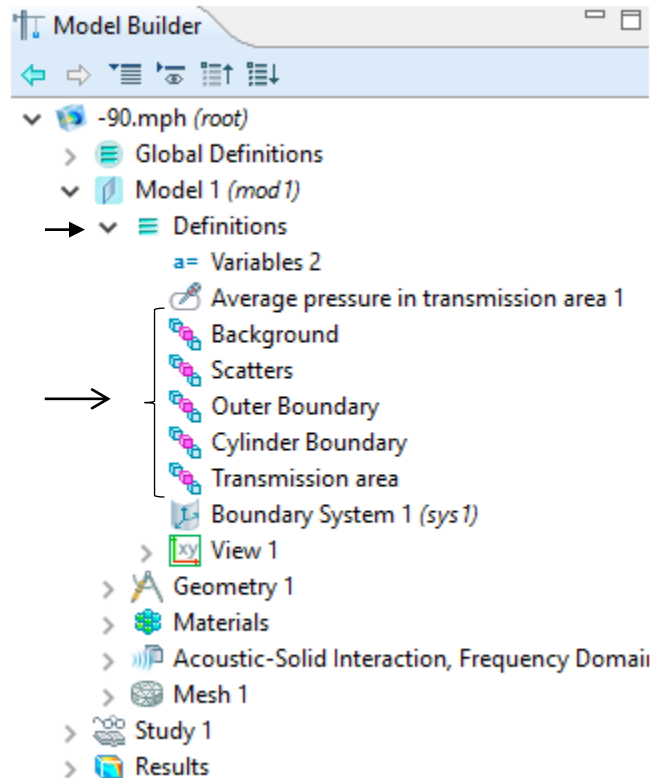 Model Builder
-90.mph (root)
Global Definitions
Model 1 (mod1)
Definitions
a= Variables 2
Average pressure in transmission area 1
Background
Scatters
Outer Boundary
Cylinder Boundary
Transmission area
Boundary System 1 (sys1)
xy View 1
Geometry 1
Materials
Acoustic-Solid Interaction, Frequency Domai
Mesh 1
Study 1
Results